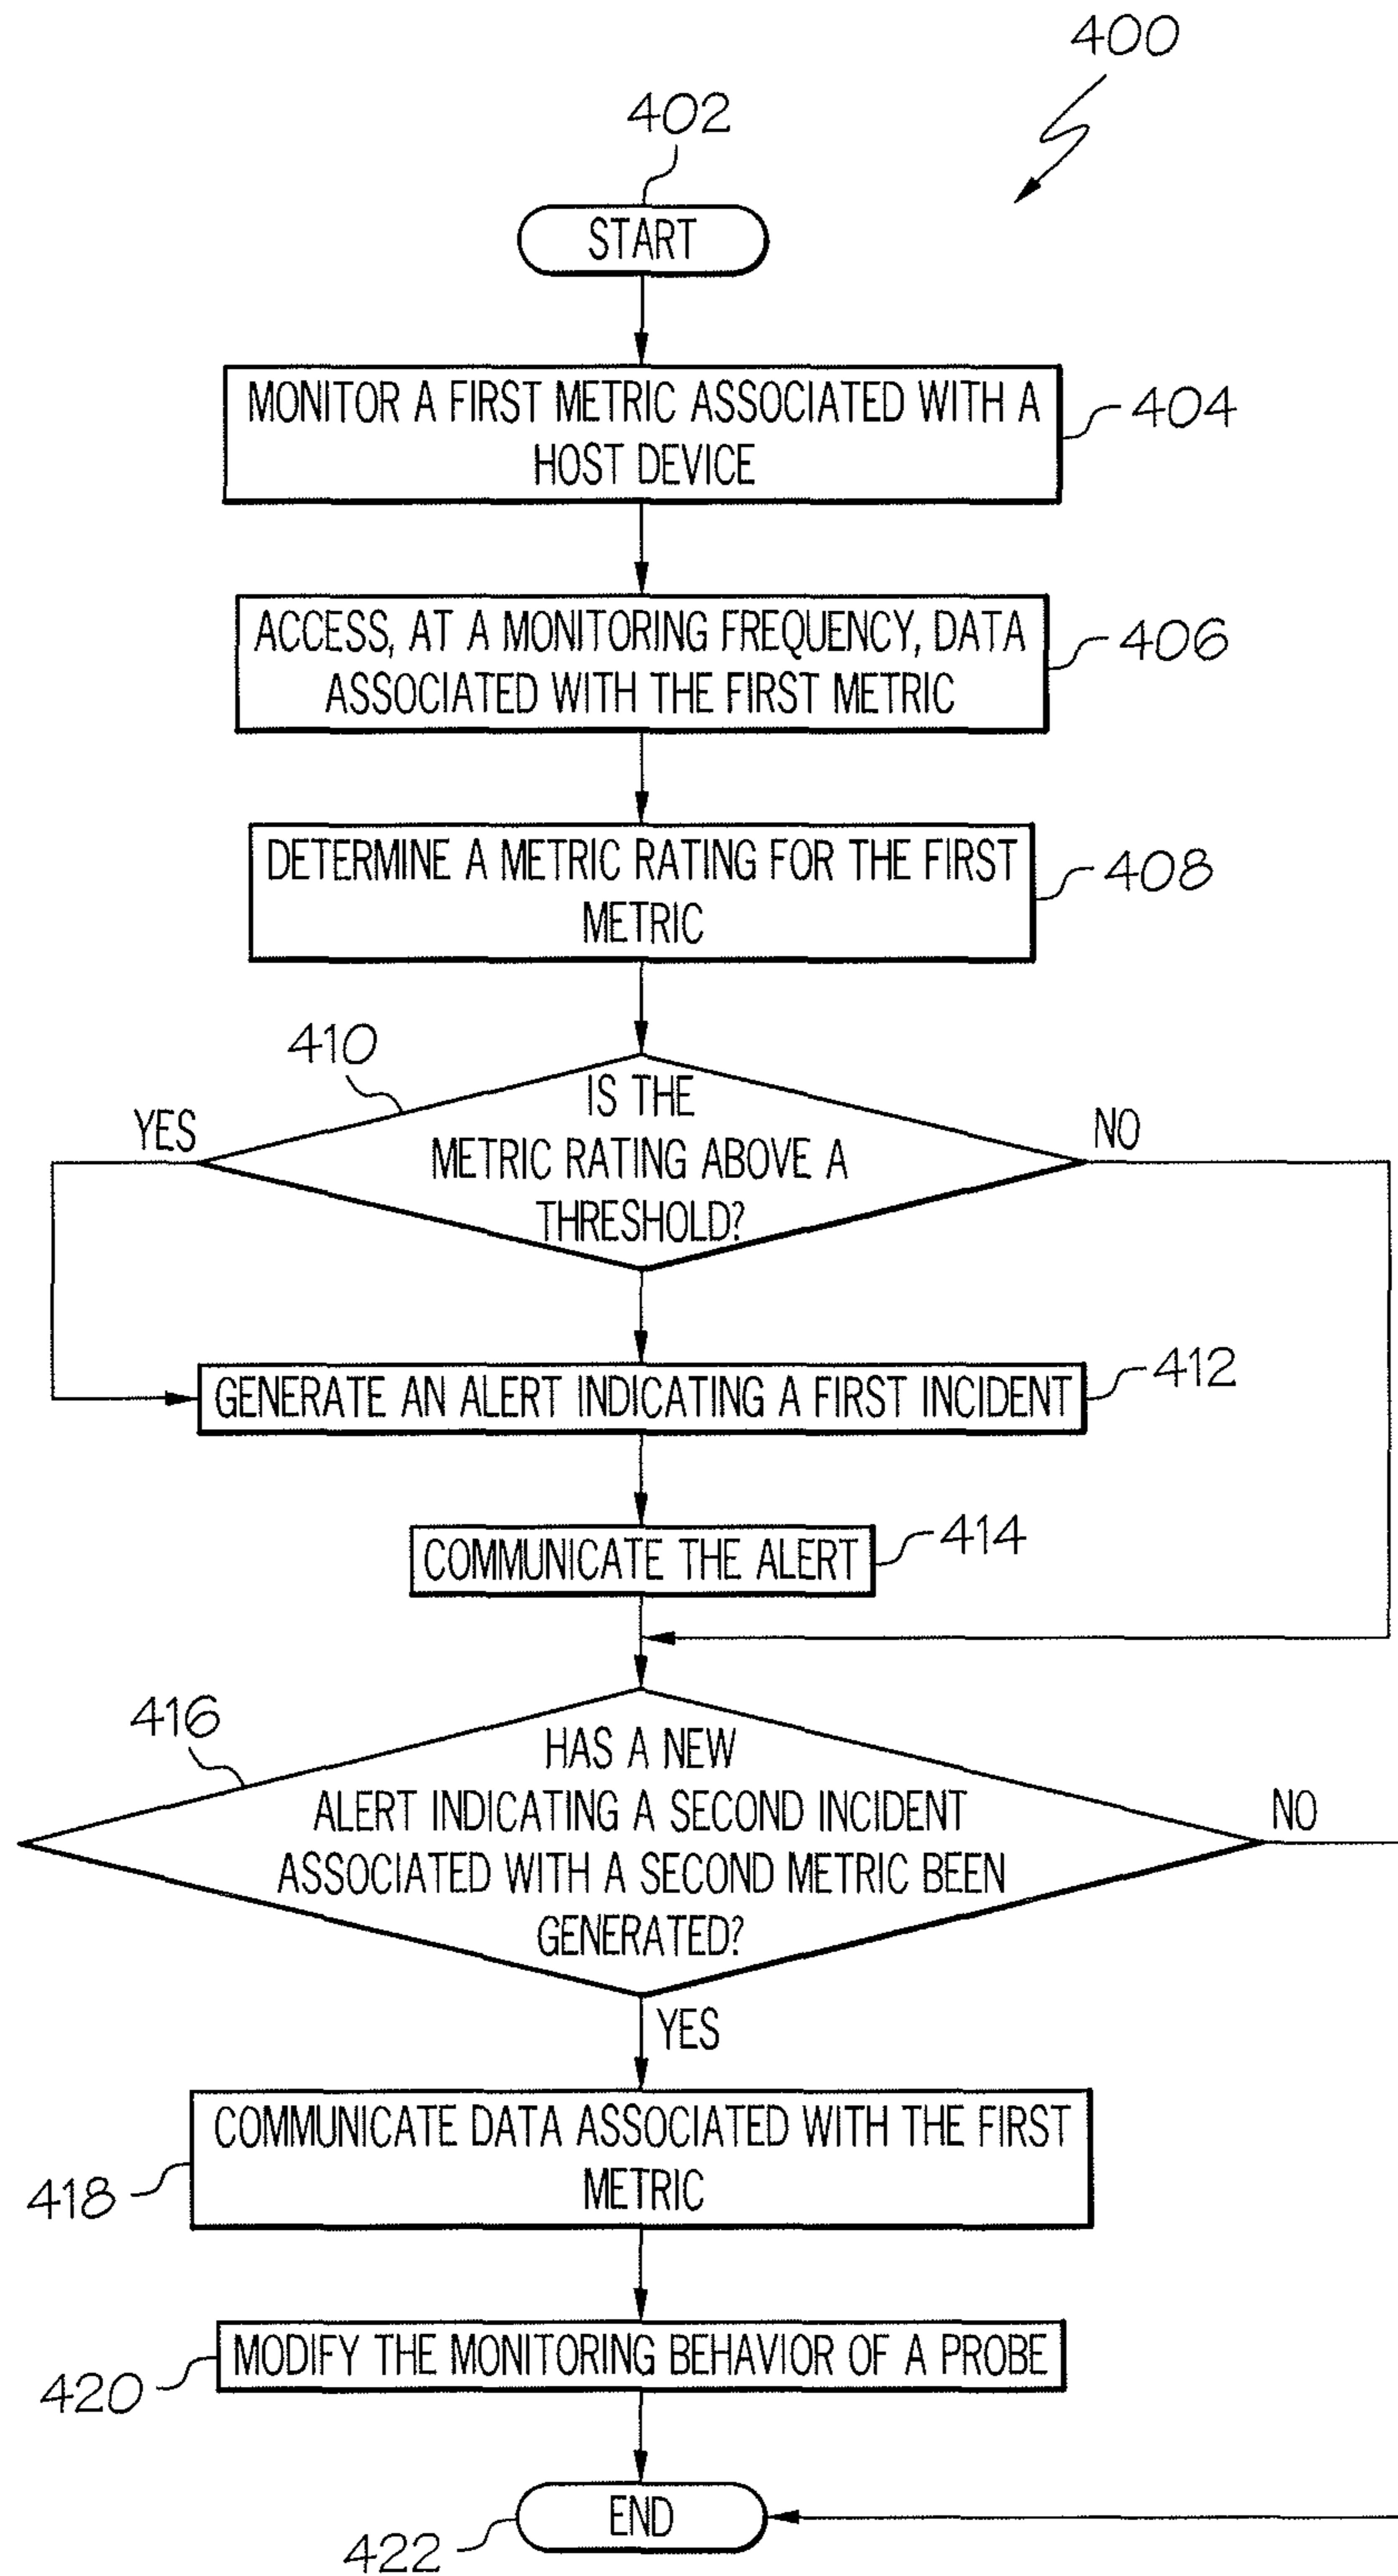 400
402
START
MONITOR A FIRST METRIC ASSOCIATED WITH A
HOST DEVICE
404
ACCESS, AT A MONITORING FREQUENCY, DATA
ASSOCIATED WITH THE FIRST METRIC
406
DETERMINE A METRIC RATING FOR THE FIRST
METRIC
408
410
YES
IS THE
METRIC RATING ABOVE A
THRESHOLD?
NO
GENERATE AN ALERT INDICATING A FIRST INCIDENT
412
COMMUNICATE THE ALERT
414
416
HAS A NEW
ALERT INDICATING A SECOND INCIDENT
ASSOCIATED WITH A SECOND METRIC BEEN
GENERATED?
NO
YES
COMMUNICATE DATA ASSOCIATED WITH THE FIRST
METRIC
418
MODIFY THE MONITORING BEHAVIOR OF A PROBE
420
END
422